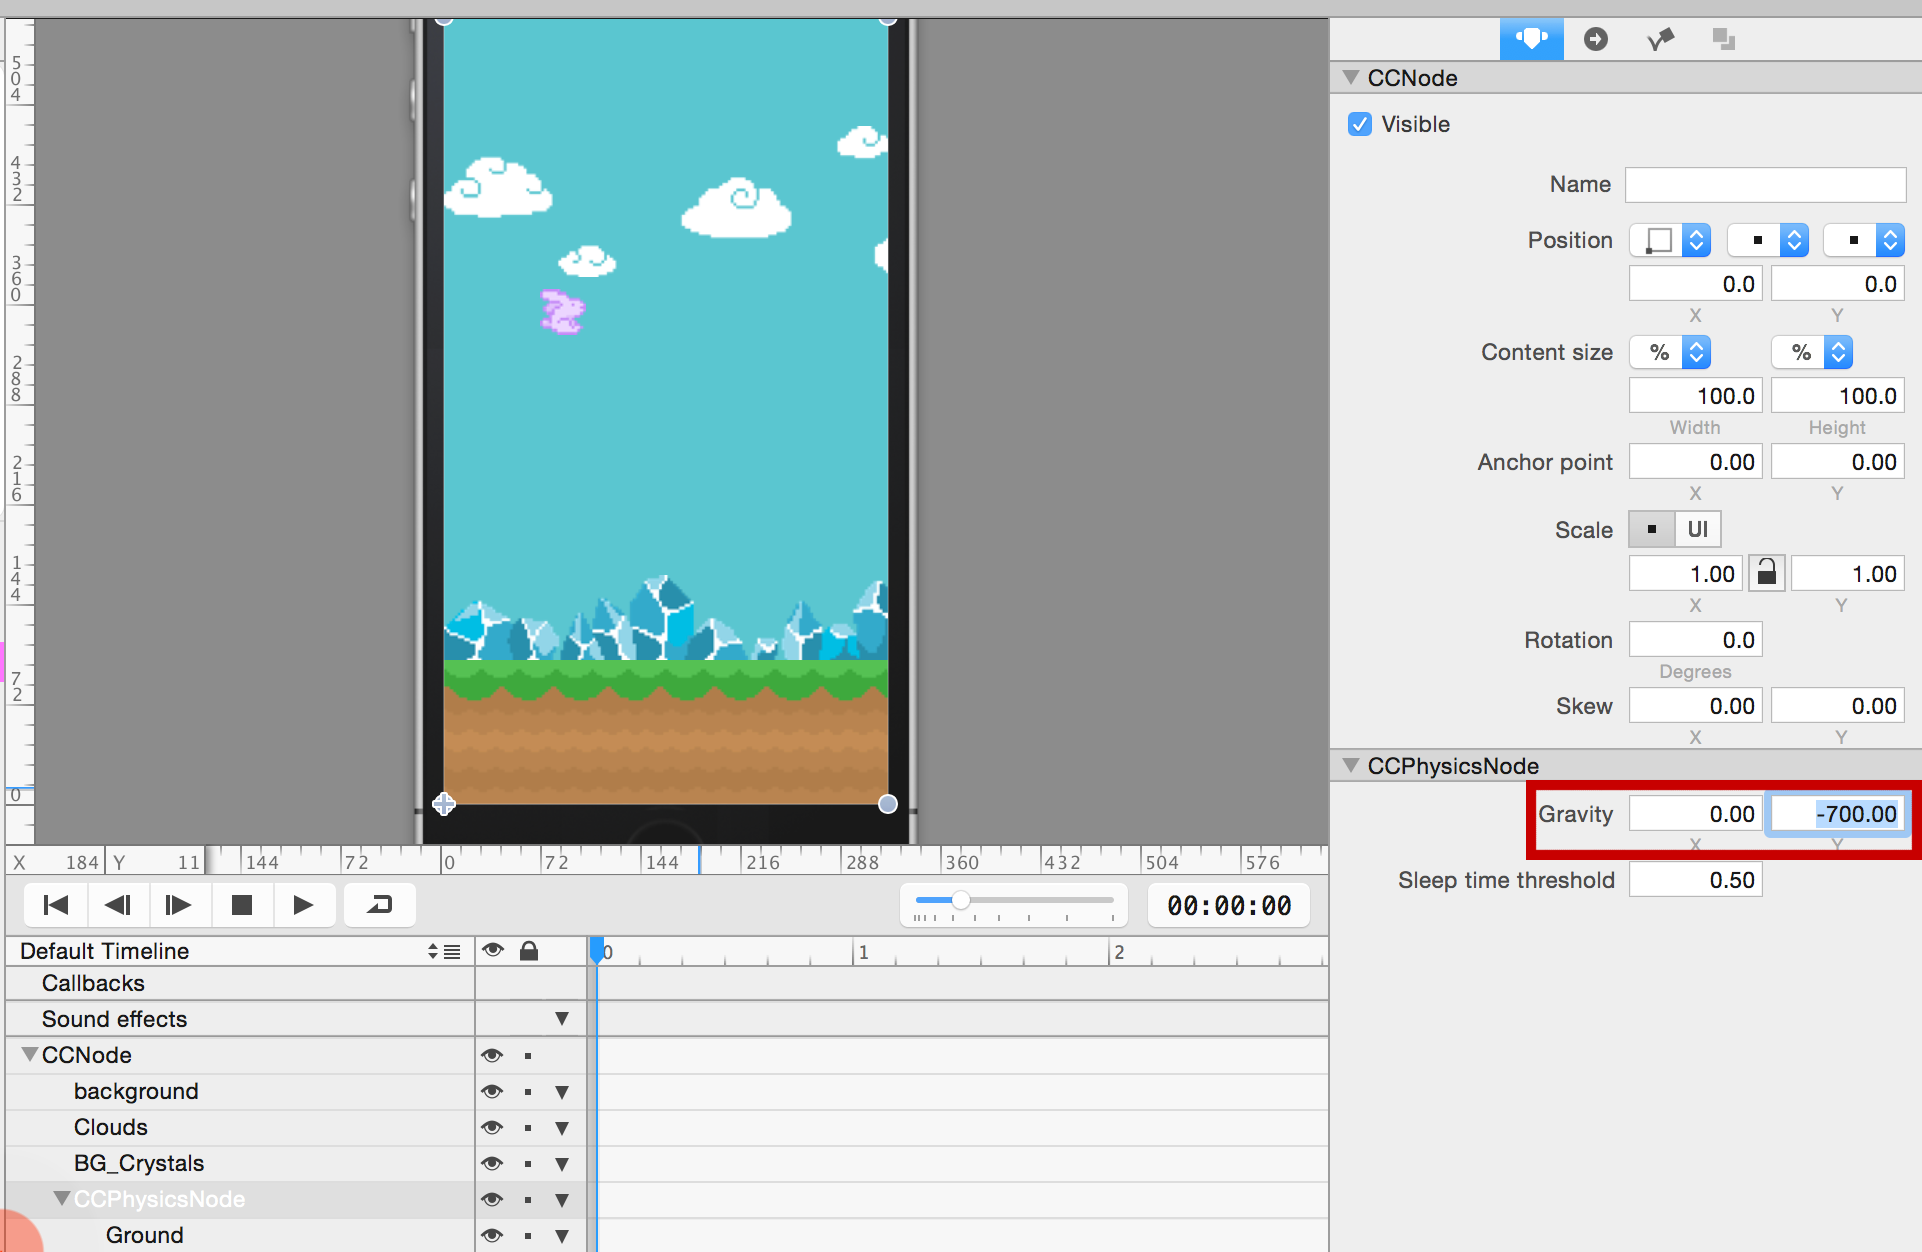 CCNode
Visible
Name
Position
0.0 0.0
X Y
Content size % %
100.0 100.0
Width Height
Anchor point 0.00 0.00
X Y
Scale UI
1.00 1.00
X Y
Rotation 0.0
Degrees
Skew 0.00 0.00
X Y
CCPhysicsNode
Gravity 0.00 -700.00
X Y
Sleep time threshold 0.50
504
432
360
288
216
144
72
0
X 184 Y 11 144 72 0 72 144 216 288 360 432 504 576
00:00:00
Default Timeline 0 1 2
Callbacks
Sound effects
CCNode
background
Clouds
BG_Crystals
CCPhysicsNode
Ground